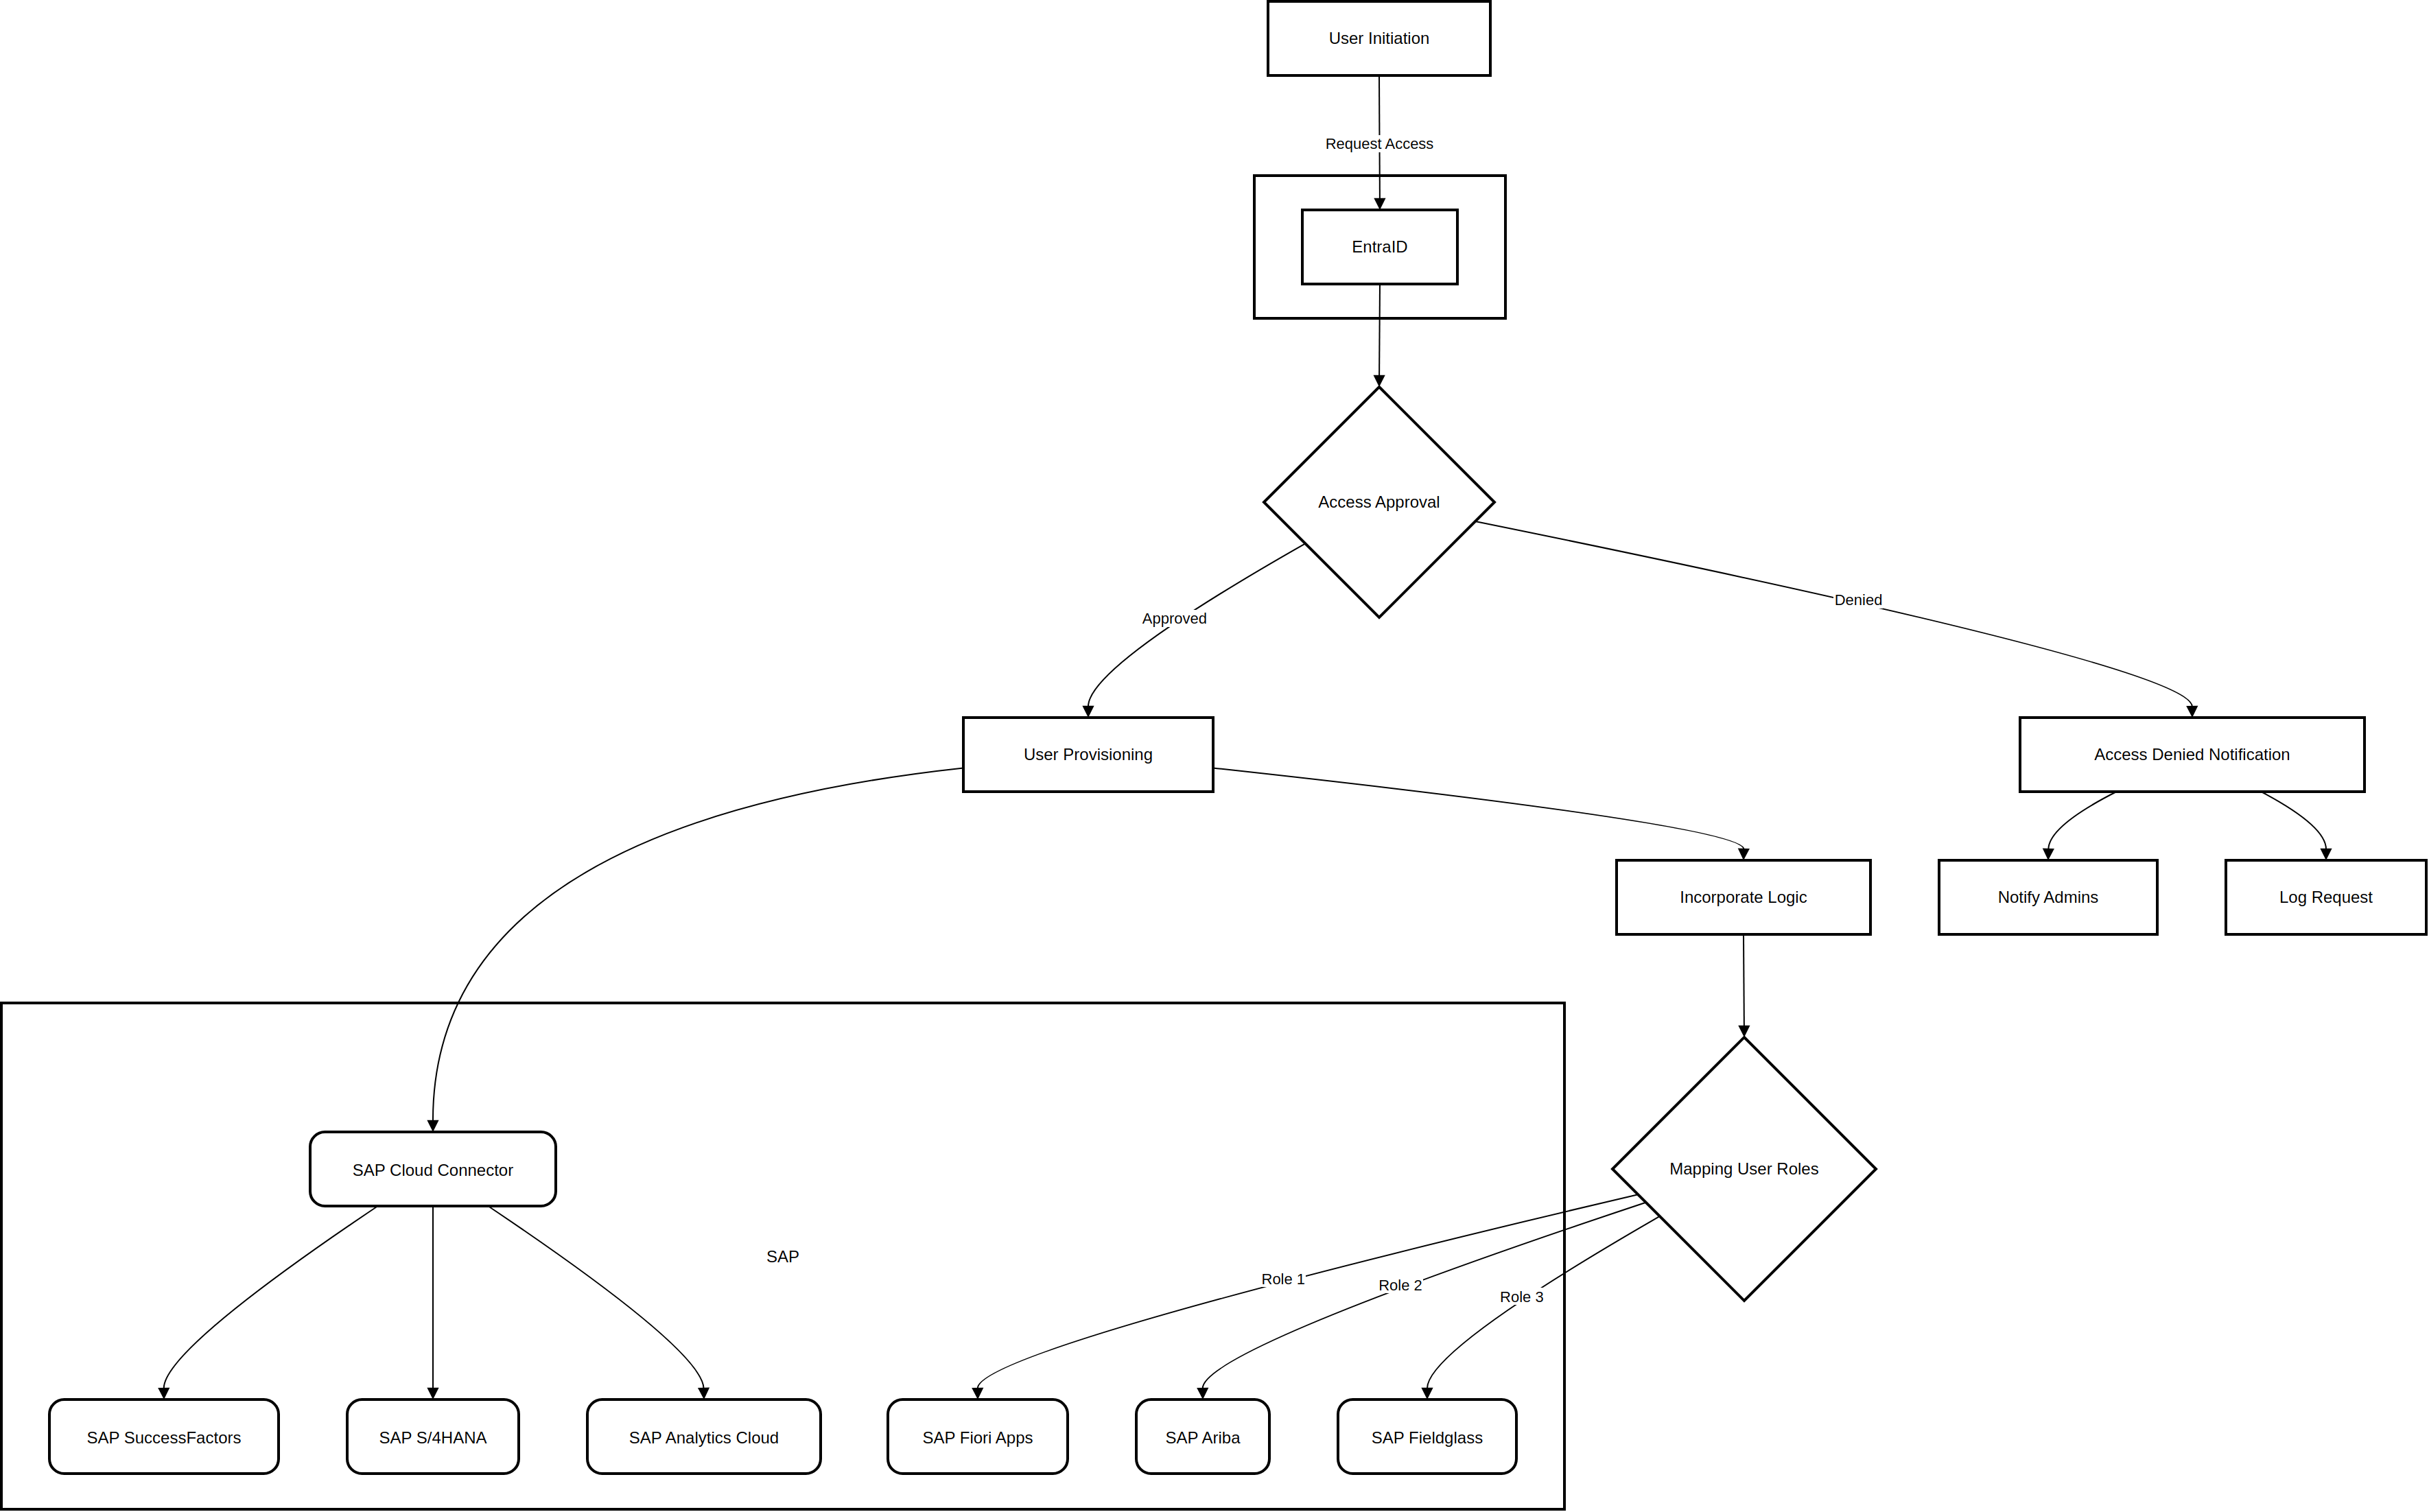 User Initiation
Request Access
EntraID
Access Approval
Approved
Denied
User Provisioning
Access Denied Notification
Incorporate Logic
Notify Admins
Log Request
SAP Cloud Connector
Mapping User Roles
SAP
Role 1
Role 2
Role 3
SAP SuccessFactors
SAP S/4HANA
SAP Analytics Cloud
SAP Fiori Apps
SAP Ariba
SAP Fieldglass